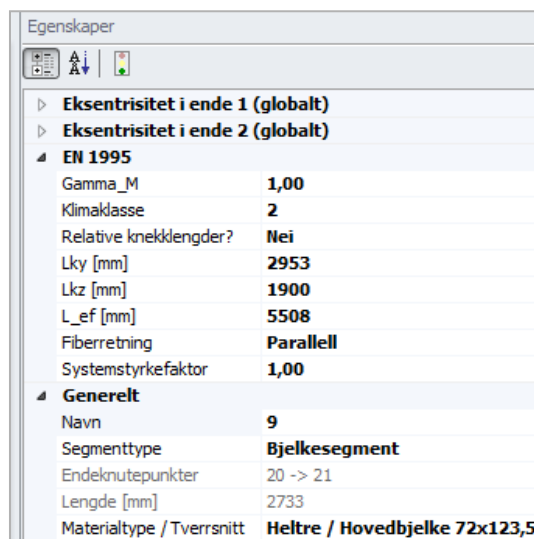 Egenskaper
Eksentrisitet i ende 1 (globalt)
Eksentrisitet i ende 2 (globalt)
EN 1995
Gamma_M 1,00
Klimaklasse 2
Relative knekklengder? Nei
Lky [mm] 2953
Lkz [mm] 1900
L_ef [mm] 5508
Fiberretning Parallell
Systemstyrkefaktor 1,00
Generelt
Navn 9
Segmenttype Bjelkesegment
Endeknutepunkter 20 -> 21
Lengde [mm] 2733
Materialtype / Tverrsnitt Heltre / Hovedbjelke 72x123,5